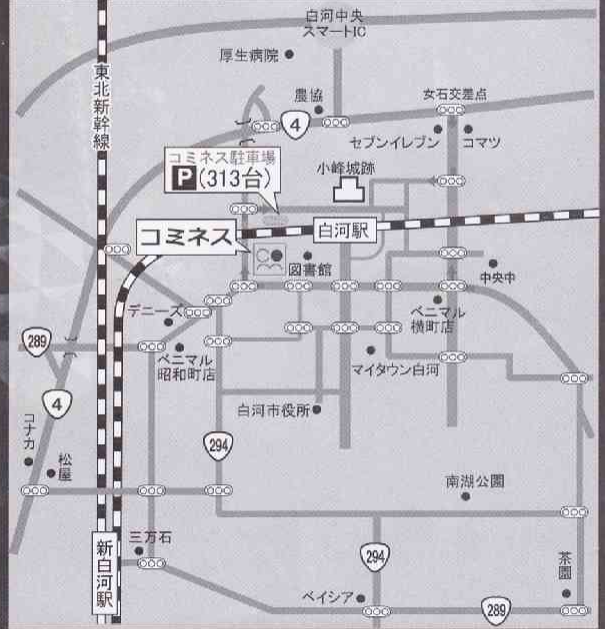 白河中央
スマートIC
厚生病院
東北新幹線
農協
女石交差点
4
セブンイレブン
コマツ
コミネス駐車場
P(313台)
小峰城跡
コミネス
白河駅
図書館
中央中
デニーズ
ベニマル
横町店
289
ベニマル
昭和町店
マイタウン白河
4
白河市役所
コナカ
松屋
294
南湖公園
新白河駅
三万石
294
茶園
ベイシア
289